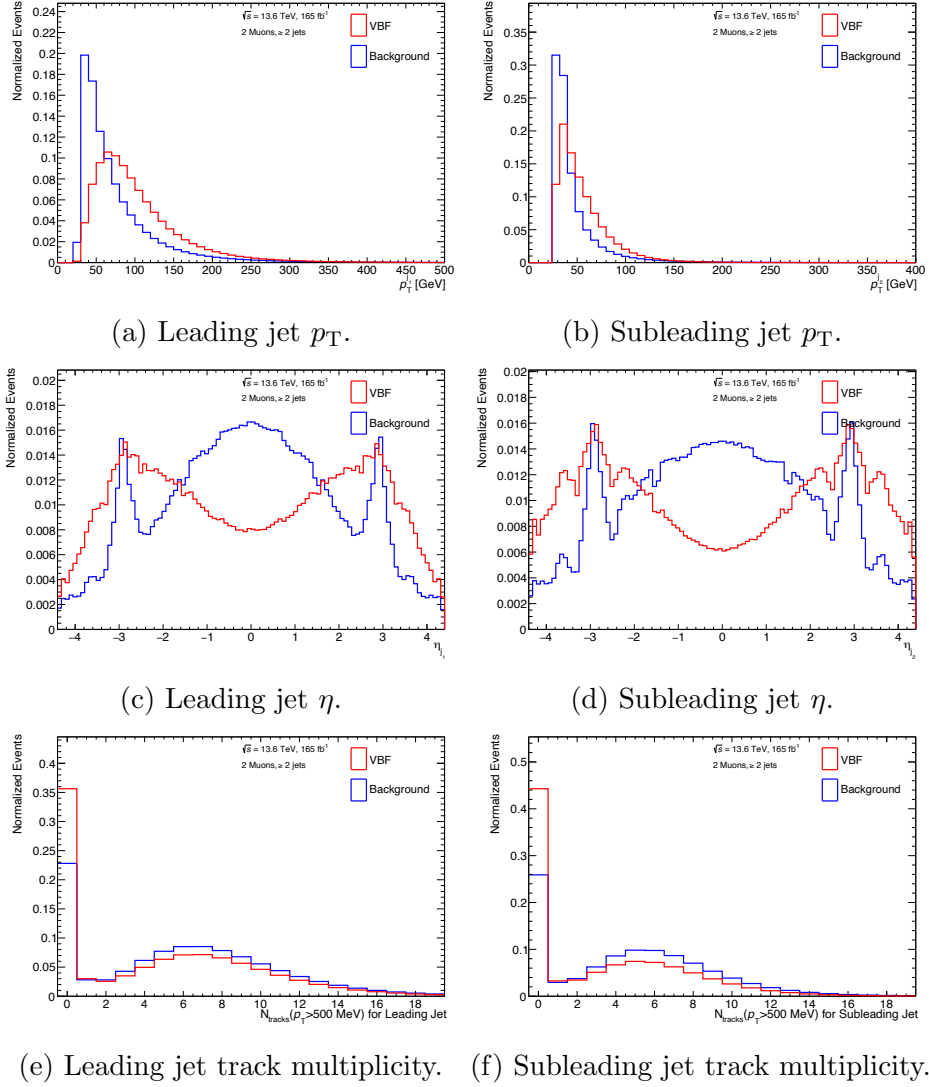 Normalized Events
√s = 13.6 TeV, 165 fb-1
2 Muons, ≥ 2 jets
VBF
Background
0.24
0.22
0.2
0.18
0.16
0.14
0.12
0.1
0.08
0.06
0.04
0.02
0
0 50 100 150 200 250 300 350 400 450 500
pTj1 [GeV]
(a) Leading jet pT.
Normalized Events
√s = 13.6 TeV, 165 fb-1
2 Muons, ≥ 2 jets
VBF
Background
0.35
0.3
0.25
0.2
0.15
0.1
0.05
0
0 50 100 150 200 250 300 350 400
pTj2 [GeV]
(b) Subleading jet pT.
Normalized Events
√s = 13.6 TeV, 165 fb-1
2 Muons, ≥ 2 jets
VBF
Background
0.02
0.018
0.016
0.014
0.012
0.01
0.008
0.006
0.004
0.002
0
−4 −3 −2 −1 0 1 2 3 4
ηj1
(c) Leading jet η.
Normalized Events
√s = 13.6 TeV, 165 fb-1
2 Muons, ≥ 2 jets
VBF
Background
0.02
0.018
0.016
0.014
0.012
0.01
0.008
0.006
0.004
0.002
0
−4 −3 −2 −1 0 1 2 3 4
ηj2
(d) Subleading jet η.
Normalized Events
√s = 13.6 TeV, 165 fb-1
2 Muons, ≥ 2 jets
VBF
Background
0.4
0.35
0.3
0.25
0.2
0.15
0.1
0.05
0
0 2 4 6 8 10 12 14 16 18
Ntracks(pT>500 MeV) for Leading Jet
(e) Leading jet track multiplicity.
Normalized Events
√s = 13.6 TeV, 165 fb-1
2 Muons, ≥ 2 jets
VBF
Background
0.5
0.4
0.3
0.2
0.1
0
0 2 4 6 8 10 12 14 16 18
Ntracks(pT>500 MeV) for Subleading Jet
(f) Subleading jet track multiplicity.